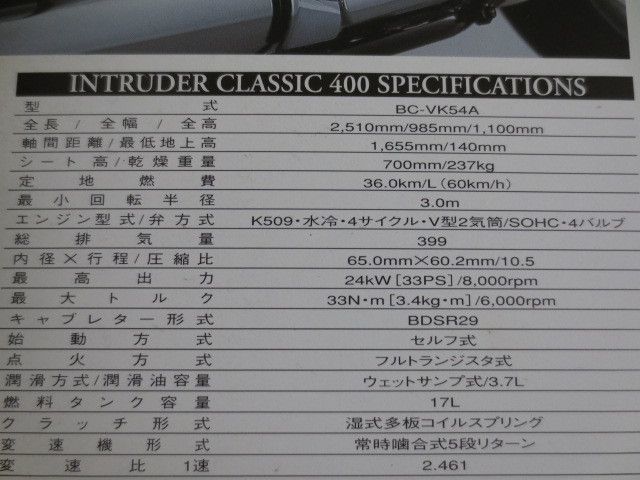 INTRUDER CLASSIC 400 SPECIFICATIONS
型式 BC-VK54A
全長/全幅/全高 2,510mm/985mm/1,100mm
軸間距離/最低地上高 1,655mm/140mm
シート高/乾燥重量 700mm/237kg
定地燃費 36.0km/L (60km/h)
最小回転半径 3.0m
エンジン型式/弁方式 K509・水冷・4サイクル・V型2気筒/SOHC・4バルブ
総排気量 399
内径×行程/圧縮比 65.0mm×60.2mm/10.5
最高出力 24kW[33PS]/8,000rpm
最大トルク 33N・m[3.4kg・m]/6,000rpm
キャブレター形式 BDSR29
始動方式 セルフ式
点火方式 フルトランジスタ式
潤滑方式/潤滑油容量 ウェットサンプ式/3.7L
燃料タンク容量 17L
クラッチ形式 湿式多板コイルスプリング
変速機形式 常時噛合式5段リターン
変速比 1速 2.461